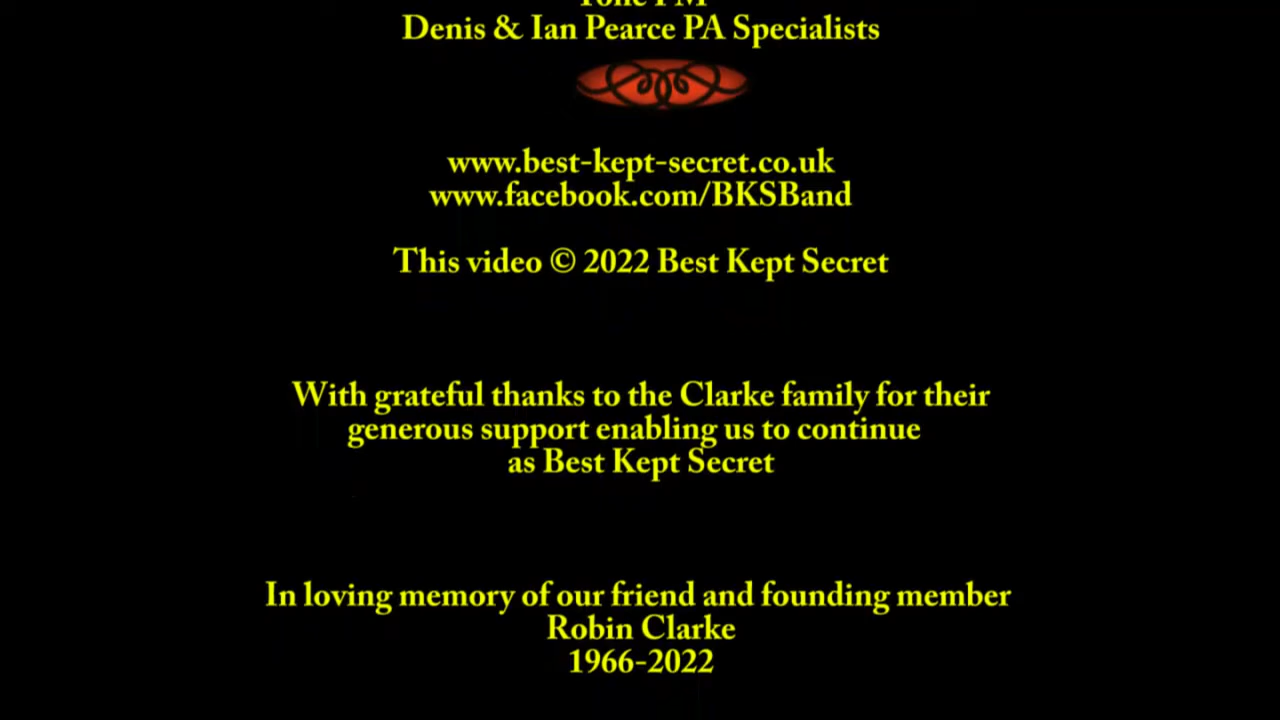 Denis & Ian Pearce PA Specialists
www.best-kept-secret.co.uk
www.facebook.com/BKSBand
This video © 2022 Best Kept Secret
With grateful thanks to the Clarke family for their
generous support enabling us to continue
as Best Kept Secret
In loving memory of our friend and founding member
Robin Clarke
1966-2022